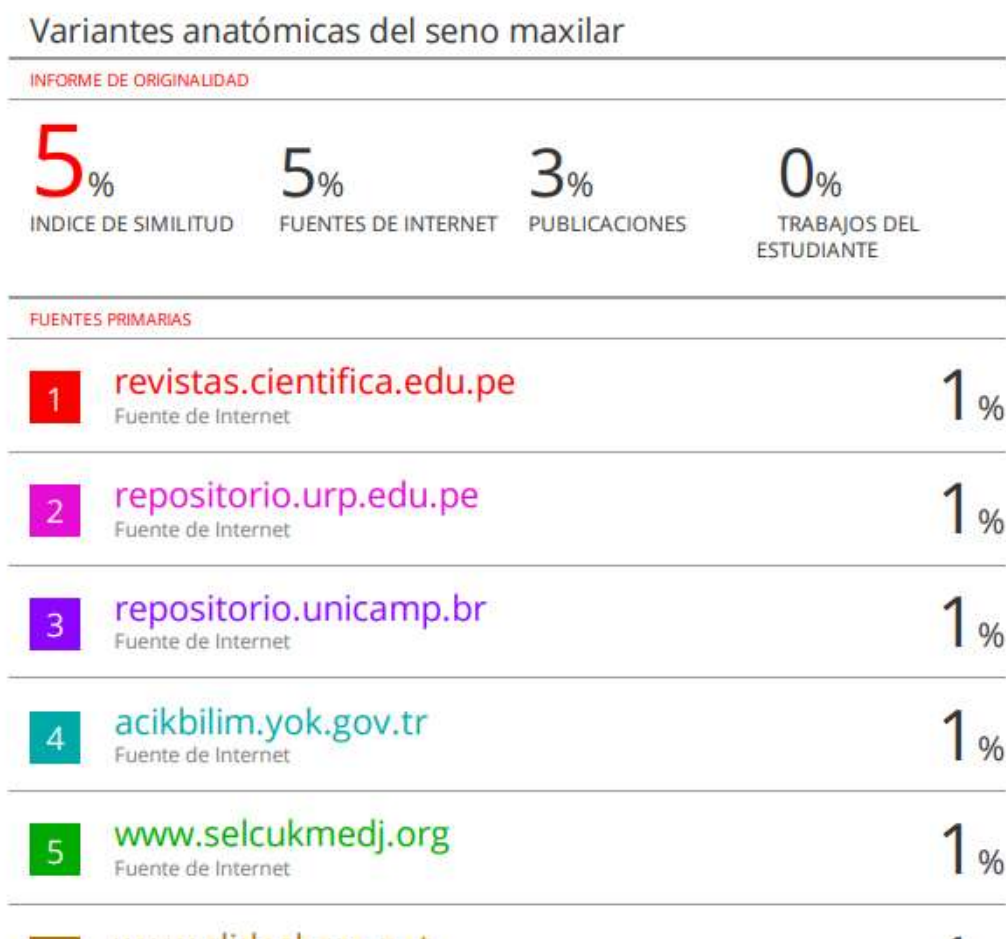 Variantes anatómicas del seno maxilar
INFORME DE ORIGINALIDAD
5%
5%
3%
0%
INDICE DE SIMILITUD
FUENTES DE INTERNET
PUBLICACIONES
TRABAJOS DEL
ESTUDIANTE
FUENTES PRIMARIAS
1
revistas.cientifica.edu.pe
1%
Fuente de Internet
2
repositorio.urp.edu.pe
1%
Fuente de Internet
3
repositorio.unicamp.br
1%
Fuente de Internet
4
acikbilim.yok.gov.tr
1%
Fuente de Internet
5
www.selcukmedj.org
1%
Fuente de Internet